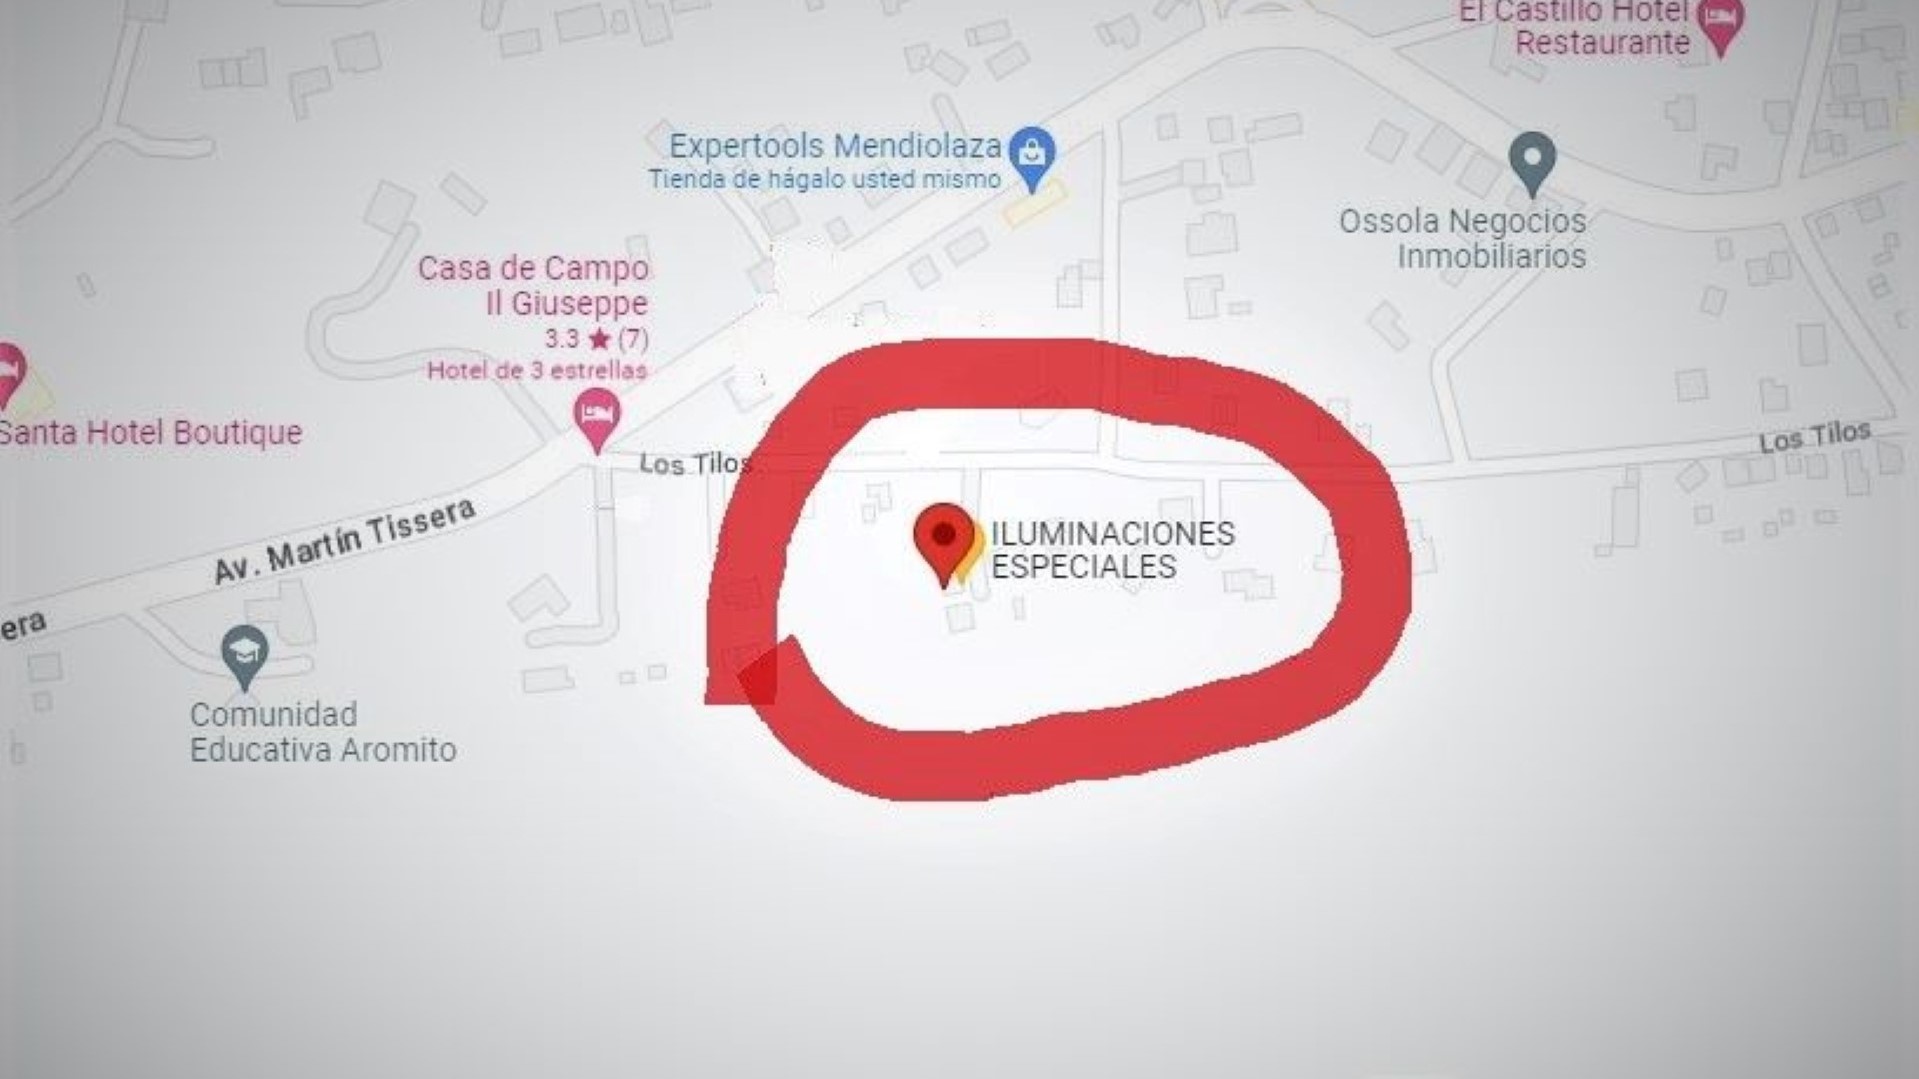 El Castillo Hotel
Restaurante
Expertools Mendiolaza
Tienda de hágalo usted mismo
Ossola Negocios
Inmobiliarios
Casa de Campo
Il Giuseppe
3.3 ★ (7)
Hotel de 3 estrellas
Santa Hotel Boutique
Los Tilos
Los Tilos
Av. Martín Tissera
ILUMINACIONES
ESPECIALES
era
Comunidad
Educativa Aromito